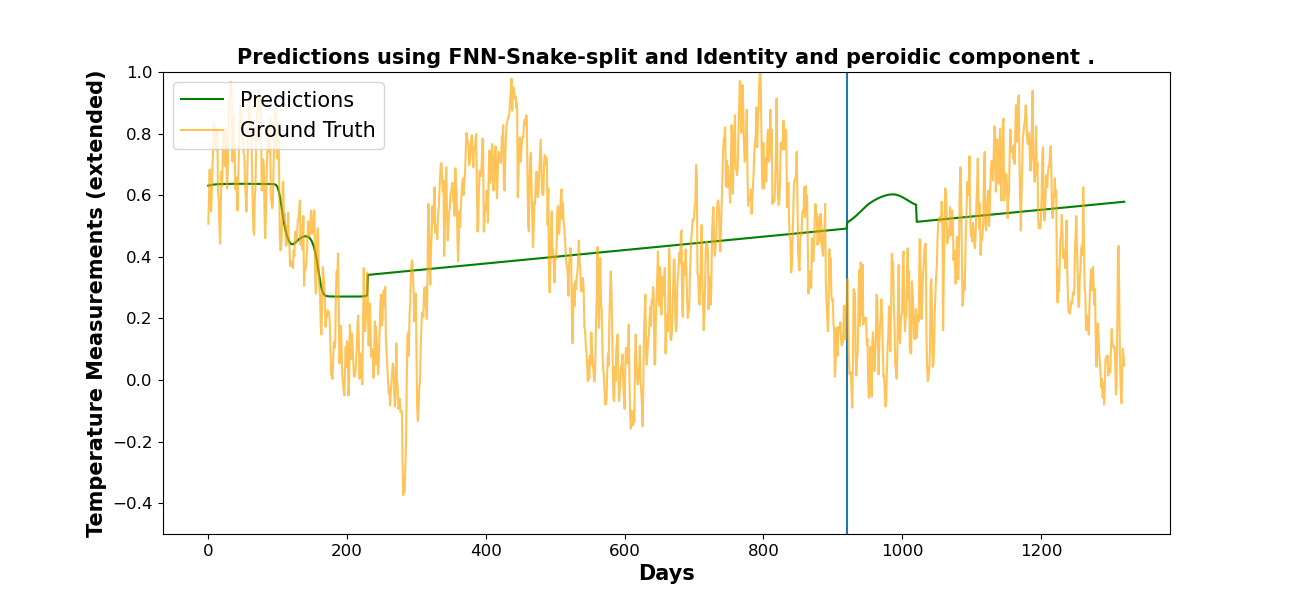 Predictions using FNN-Snake-split and Identity and peroidic component .
Temperature Measurements (extended)
1.0
0.8
0.6
0.4
0.2
0.0
−0.2
−0.4
Predictions
Ground Truth
0 200 400 600 800 1000 1200
Days